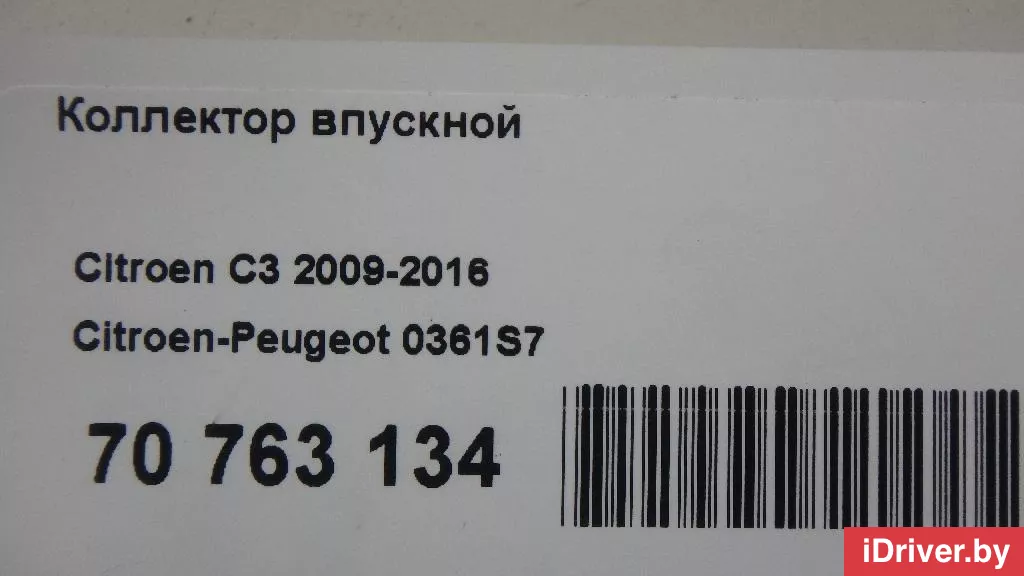 Коллектор впускной
Citroen C3 2009-2016
Citroen-Peugeot 0361S7
70 763 134
iDriver.by